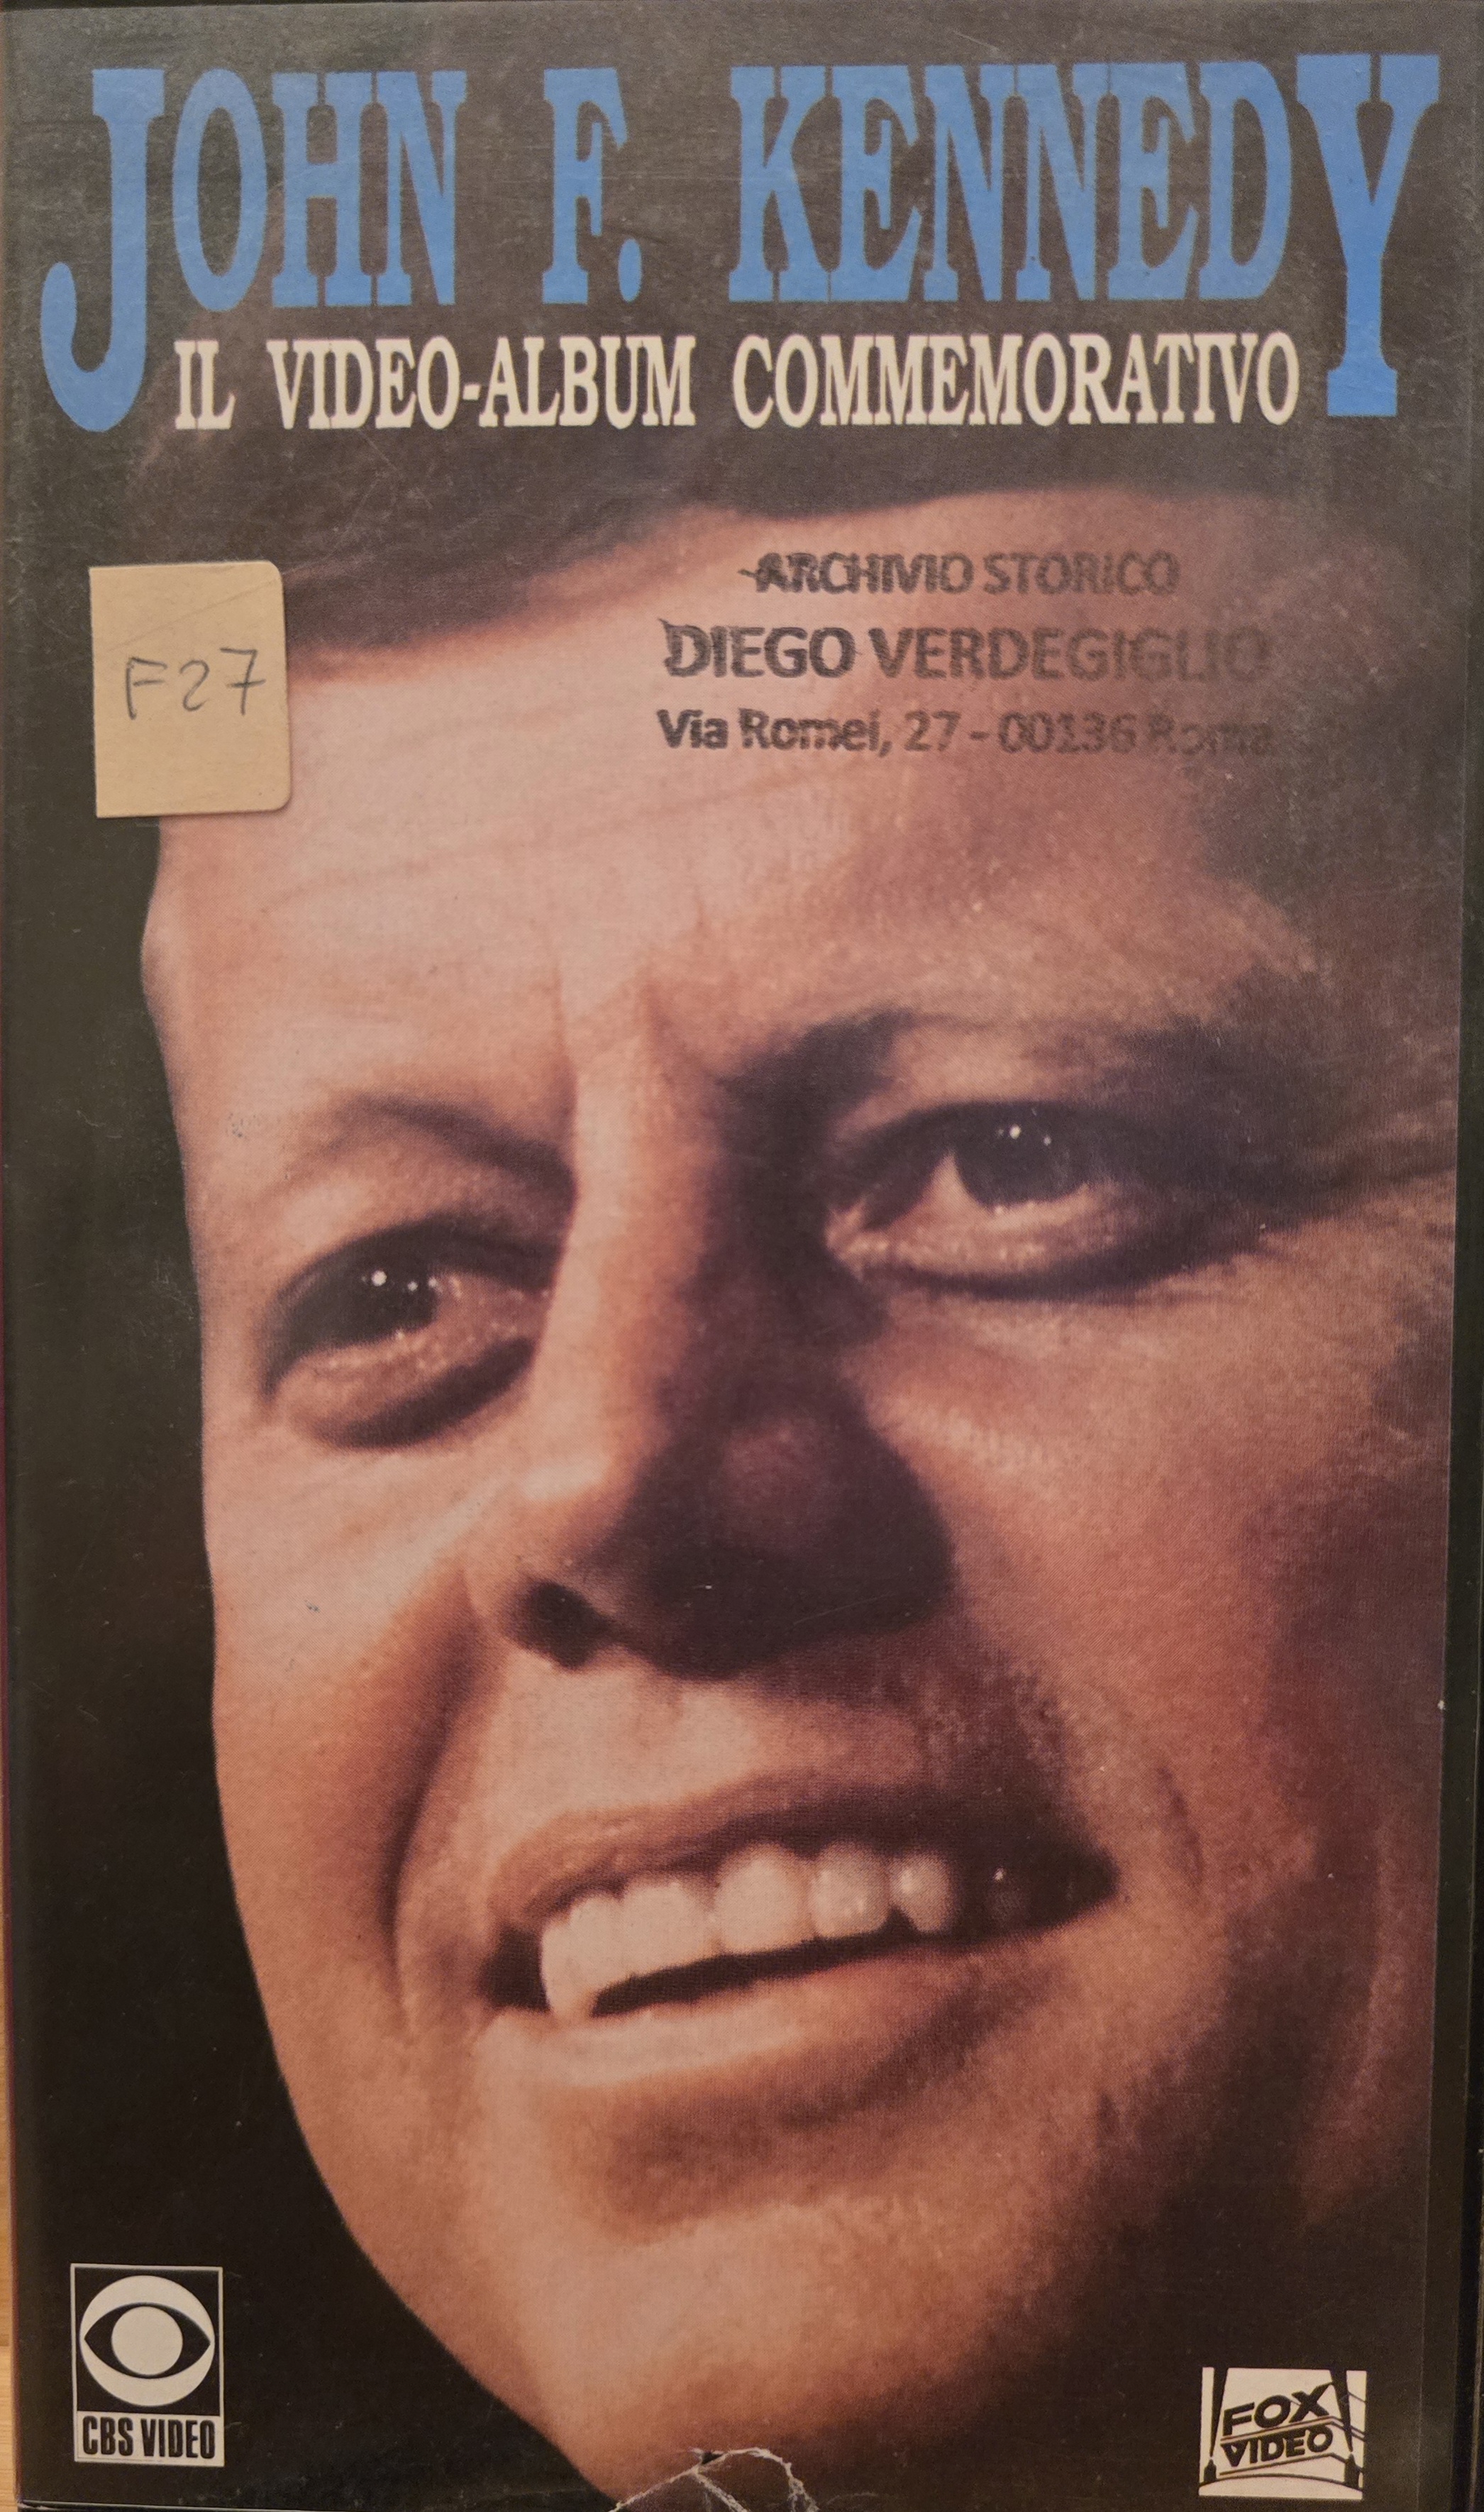 JOHN F. KENNEDY
IL VIDEO-ALBUM COMMEMORATIVO
F27
ARCHIVIO STORICO
DIEGO VERDEGIGLIO
Via Romei, 27 - 00136 Roma
CBS VIDEO
FOX
VIDEO